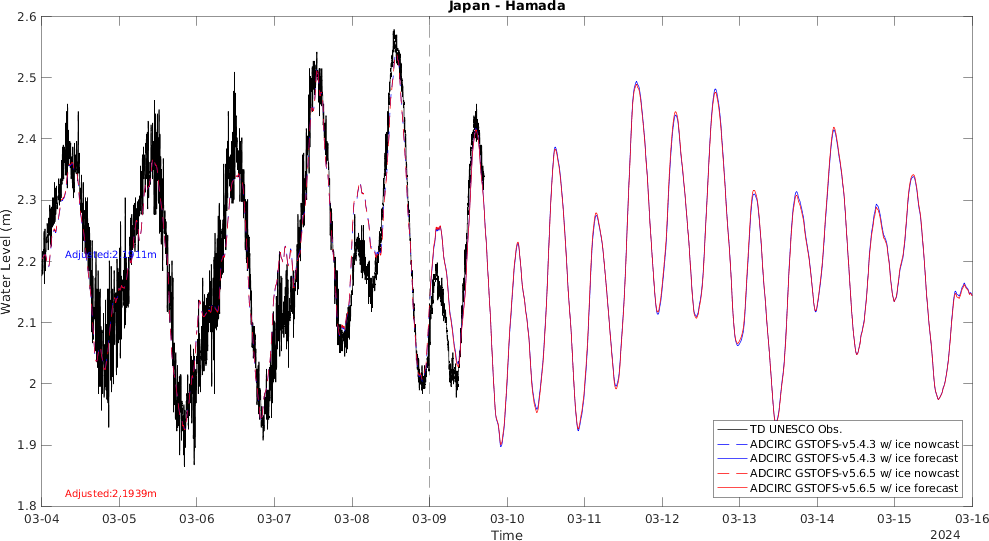 Japan - Hamada
2.6
2.5
2.4
2.3
2.2
2.1
2
1.9
1.8
Water Level (m)
Adjusted:2.1939m
TD UNESCO Obs.
ADCIRC GSTOFS-v5.4.3 w/ ice nowcast
ADCIRC GSTOFS-v5.4.3 w/ ice forecast
ADCIRC GSTOFS-v5.6.5 w/ ice nowcast
ADCIRC GSTOFS-v5.6.5 w/ ice forecast
03-04 03-05 03-06 03-07 03-08 03-09 03-10 03-11 03-12 03-13 03-14 03-15 03-16
Time
2024